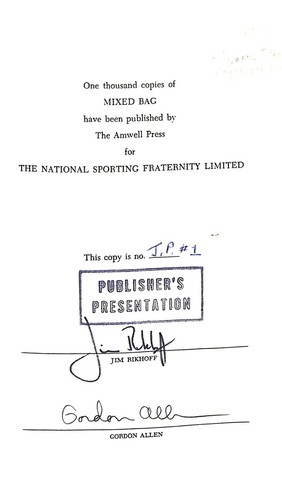 One thousand copies of
MIXED BAG
have been published by
The Amwell Press
for
THE NATIONAL SPORTING FRATERNITY LIMITED
This copy is no. J.P. #1
PUBLISHER'S
PRESENTATION
Jim Rikhoff
JIM RIKHOFF
Gordon Allen
GORDON ALLEN